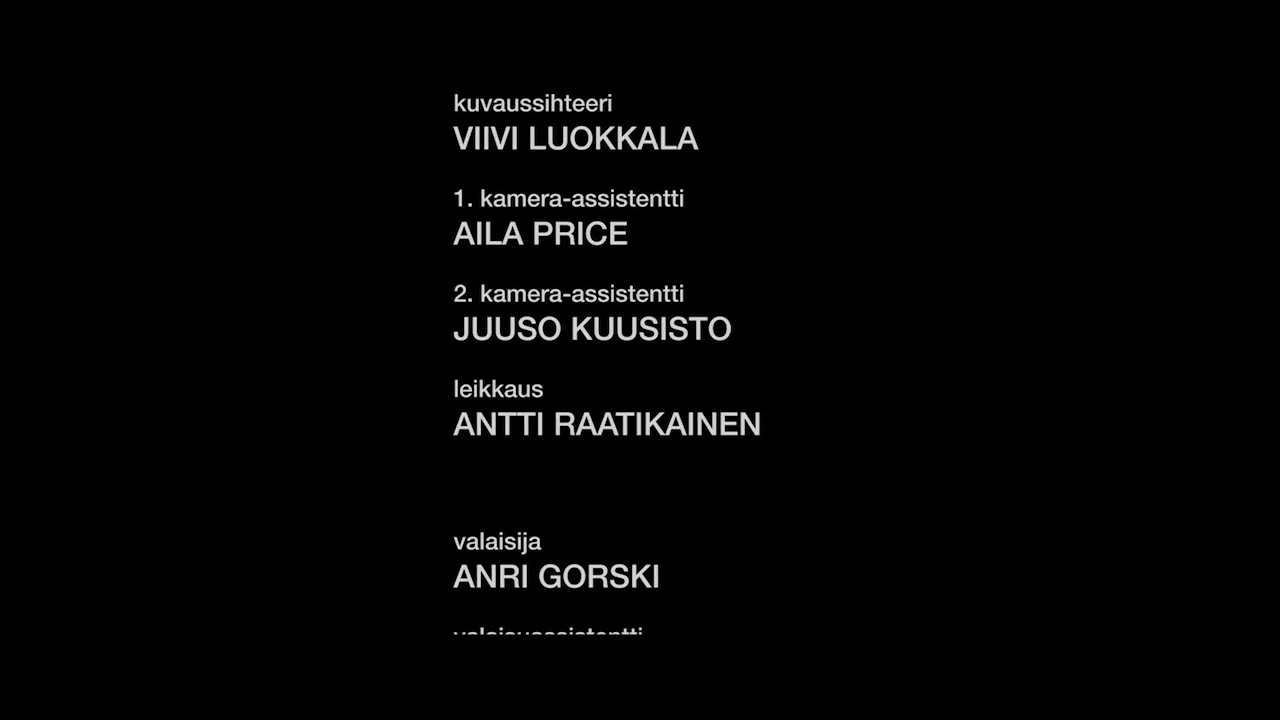 kuvaussihteeri
VIIVI LUOKKALA
1. kamera-assistentti
AILA PRICE
2. kamera-assistentti
JUUSO KUUSISTO
leikkaus
ANTTI RAATIKAINEN
valaisija
ANRI GORSKI